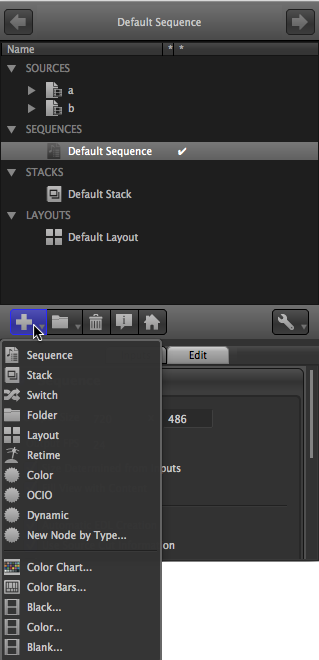 Default Sequence
Name * *
SOURCES
a
b
SEQUENCES
Default Sequence ✔
STACKS
Default Stack
LAYOUTS
Default Layout
Sequence
Edit
Stack
Switch
Folder
486
Layout
Retime
puts
Color
OCIO
Dynamic
New Node by Type...
on
Color Chart...
Color Bars...
Black...
Color...
Blank...